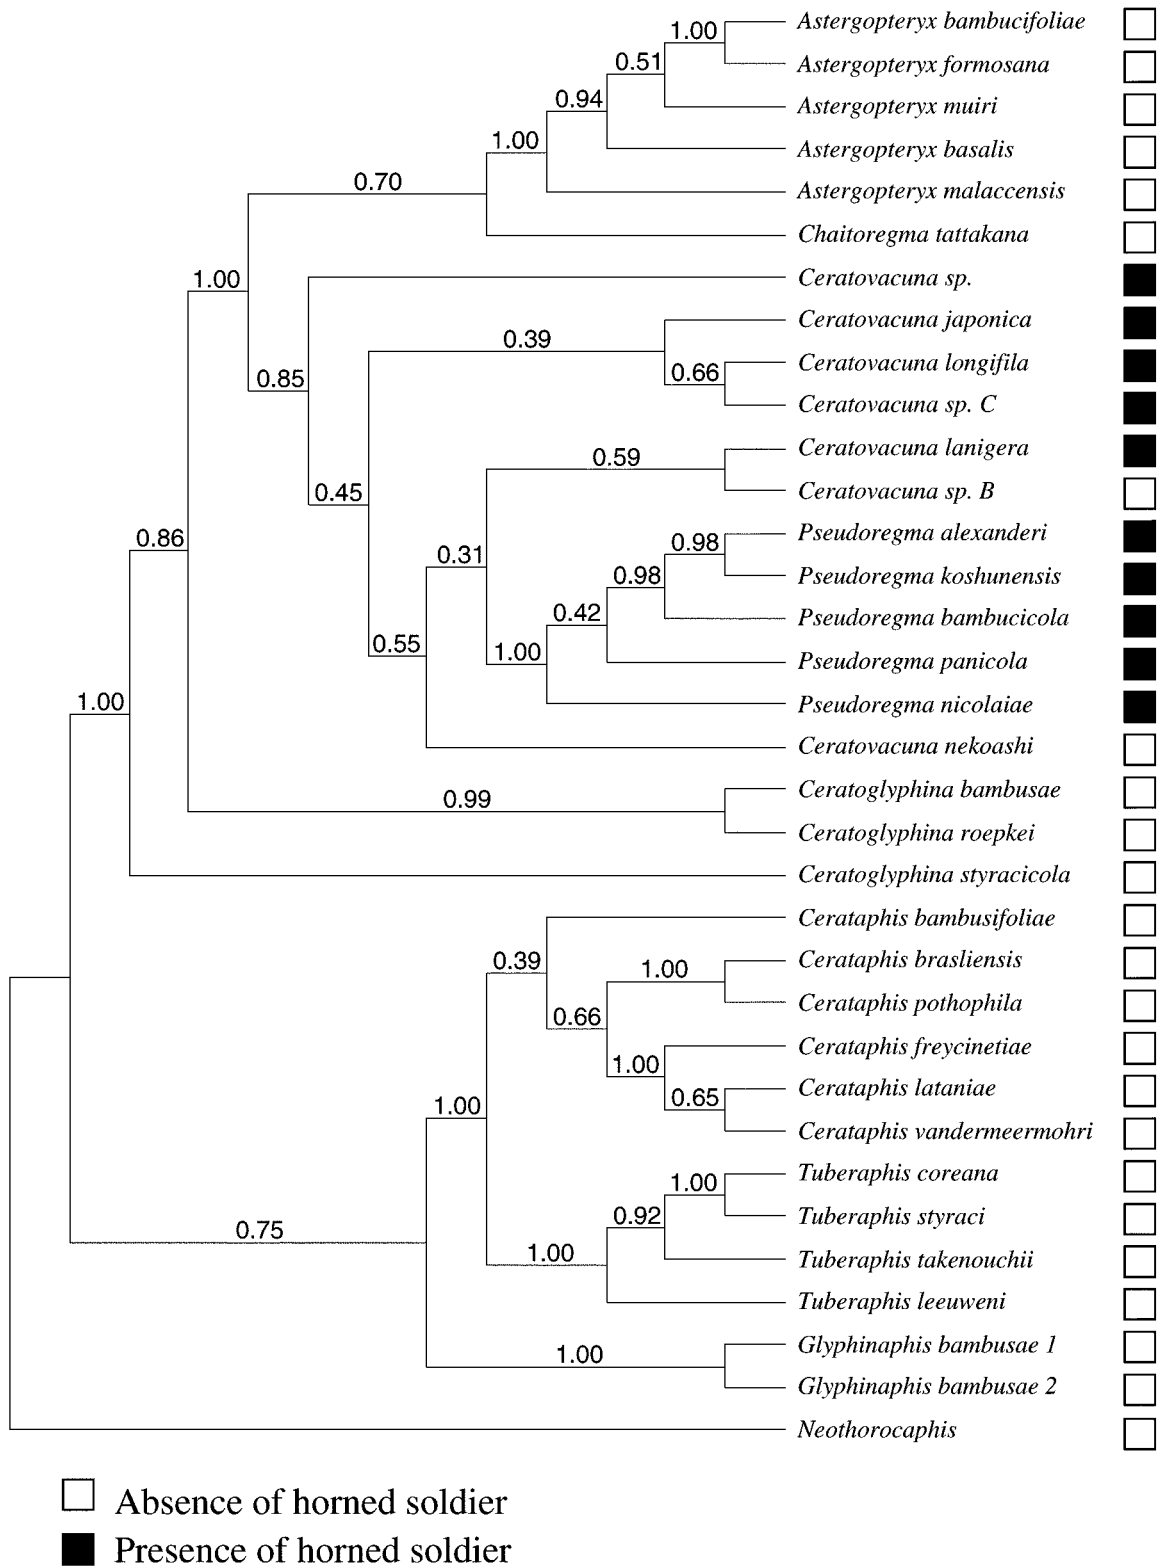 1.00 Astergopteryx bambucifoliae
0.51 Astergopteryx formosana
0.94 Astergopteryx muiri
1.00 Astergopteryx basalis
0.70 Astergopteryx malaccensis
Chaitoregma tattakana
1.00 Ceratovacuna sp.
0.39 Ceratovacuna japonica
0.85 0.66 Ceratovacuna longifila
Ceratovacuna sp. C
0.59 Ceratovacuna lanigera
0.45 Ceratovacuna sp. B
0.86 0.31 0.98 Pseudoregma alexanderi
0.98 Pseudoregma koshunensis
0.42 Pseudoregma bambucicola
0.55 1.00 Pseudoregma panicola
1.00 Pseudoregma nicolaiae
Ceratovacuna nekoashi
0.99 Ceratoglyphina bambusae
Ceratoglyphina roepkei
Ceratoglyphina styracicola
Cerataphis bambusifoliae
0.39 1.00 Cerataphis brasliensis
0.66 Cerataphis pothophila
1.00 Cerataphis freycinetiae
1.00 0.65 Cerataphis lataniae
Cerataphis vandermeermohri
1.00 Tuberaphis coreana
0.75 0.92 Tuberaphis styraci
1.00 Tuberaphis takenouchii
Tuberaphis leeuweni
1.00 Glyphinaphis bambusae 1
Glyphinaphis bambusae 2
Neothorocaphis
Absence of horned soldier
Presence of horned soldier